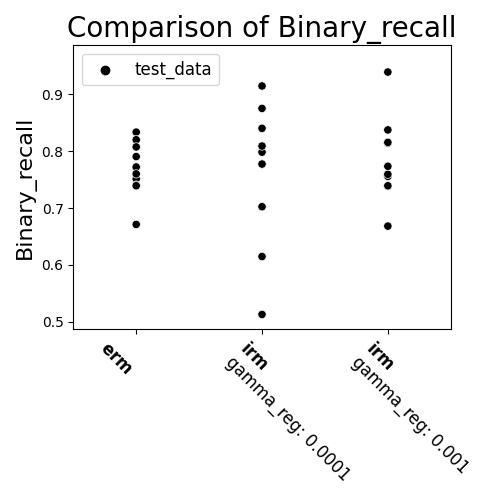 Comparison of Binary_recall
test_data
Binary_recall
0.9
0.8
0.7
0.6
0.5
erm
irm
gamma_reg: 0.0001
irm
gamma_reg: 0.001